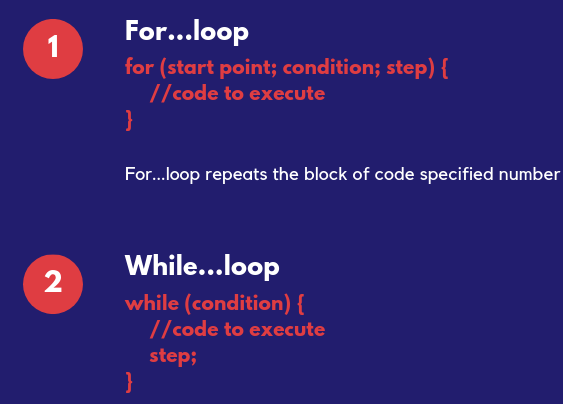 1
For...loop
for (start point; condition; step) {
//code to execute
}
For...loop repeats the block of code specified number
2
While...loop
while (condition) {
//code to execute
step;
}